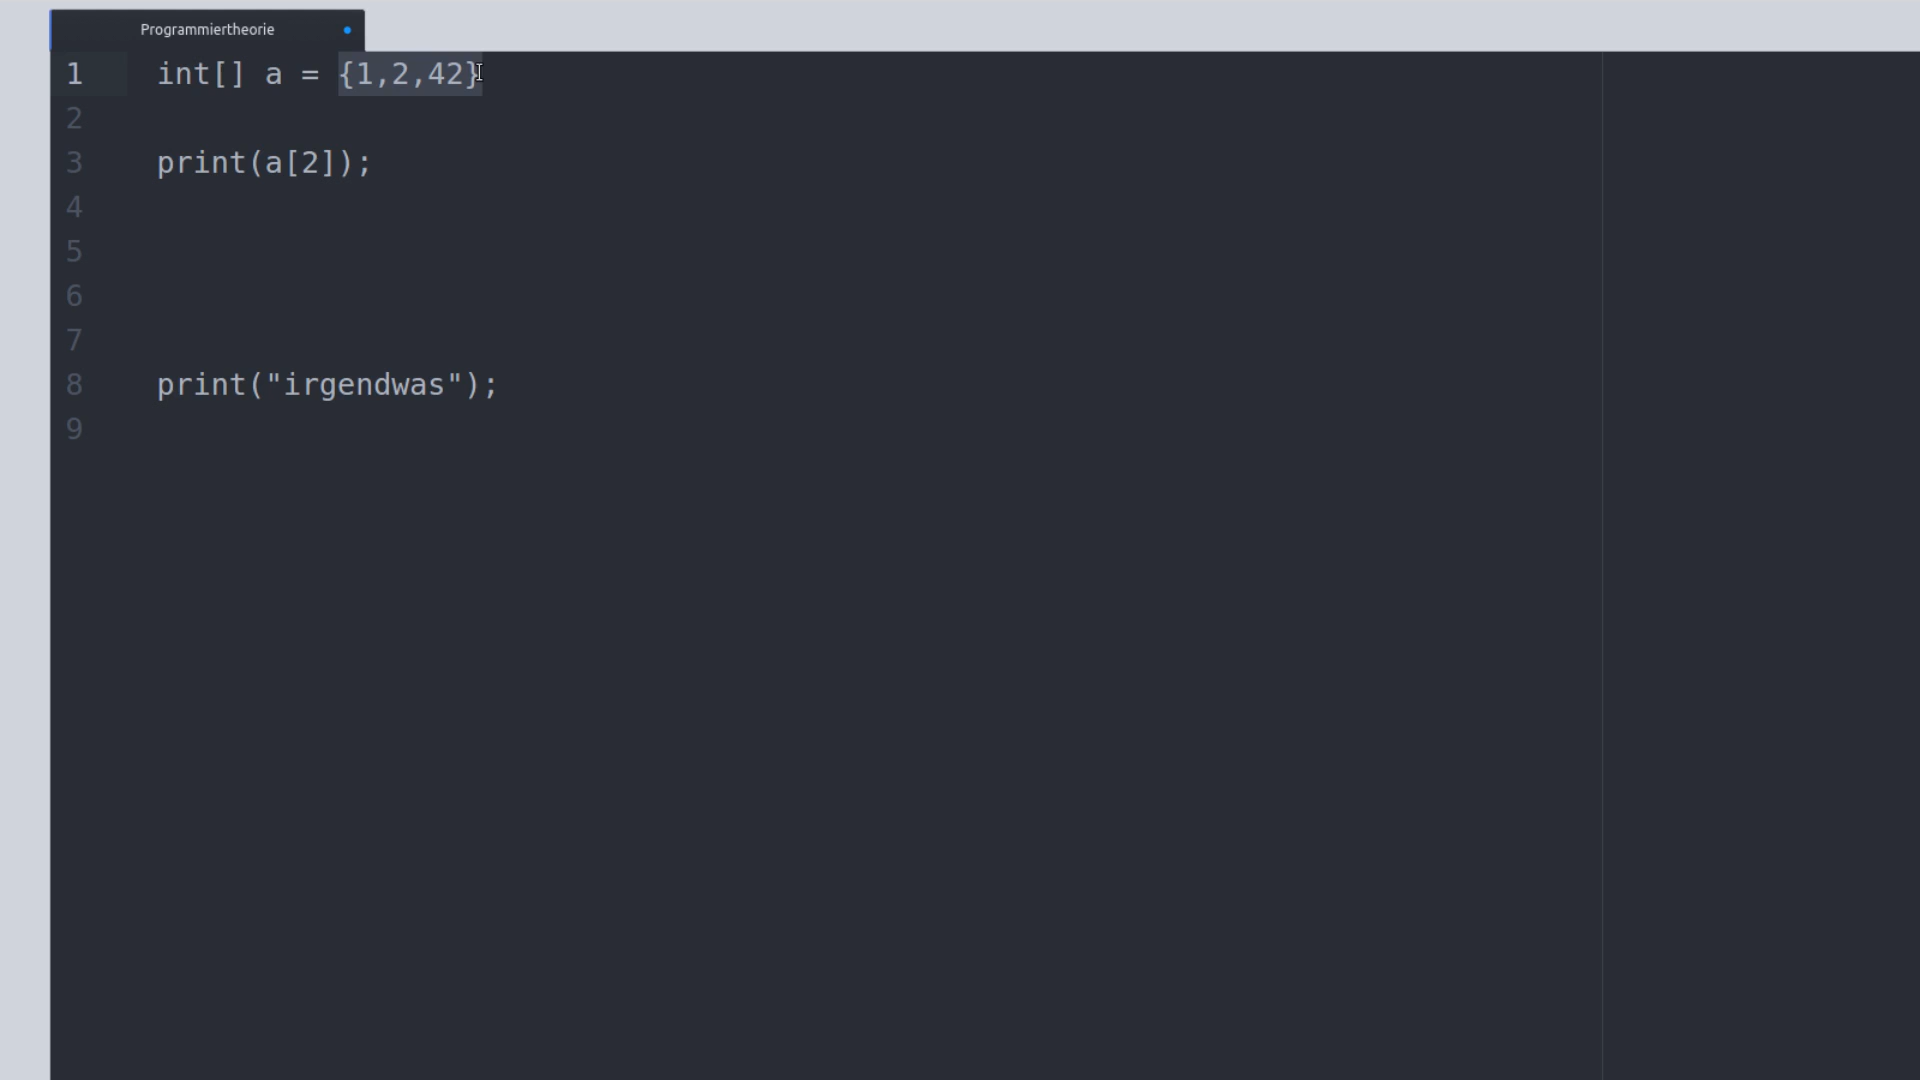 Programmiertheorie
1 int[] a = {1,2,42}
2
3 print(a[2]);
4
5
6
7
8 print("irgendwas");
9